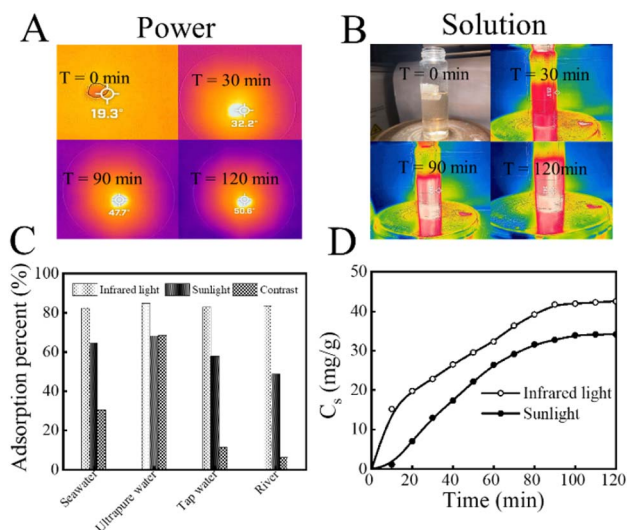 A
Power
T = 0 min
19.3°
T = 30 min
32.2°
T = 90 min
47.7°
T = 120 min
50.6°
B
Solution
T = 0 min
T = 30 min
T = 90 min
T = 120min
C
Adsorption percent (%)
100
80
60
40
20
0
Infrared light
Sunlight
Contrast
Seawater
Ultrapure water
Tap water
River
D
C_s (mg/g)
50
40
30
20
10
0
Infrared light
Sunlight
0 20 40 60 80 100 120
Time (min)